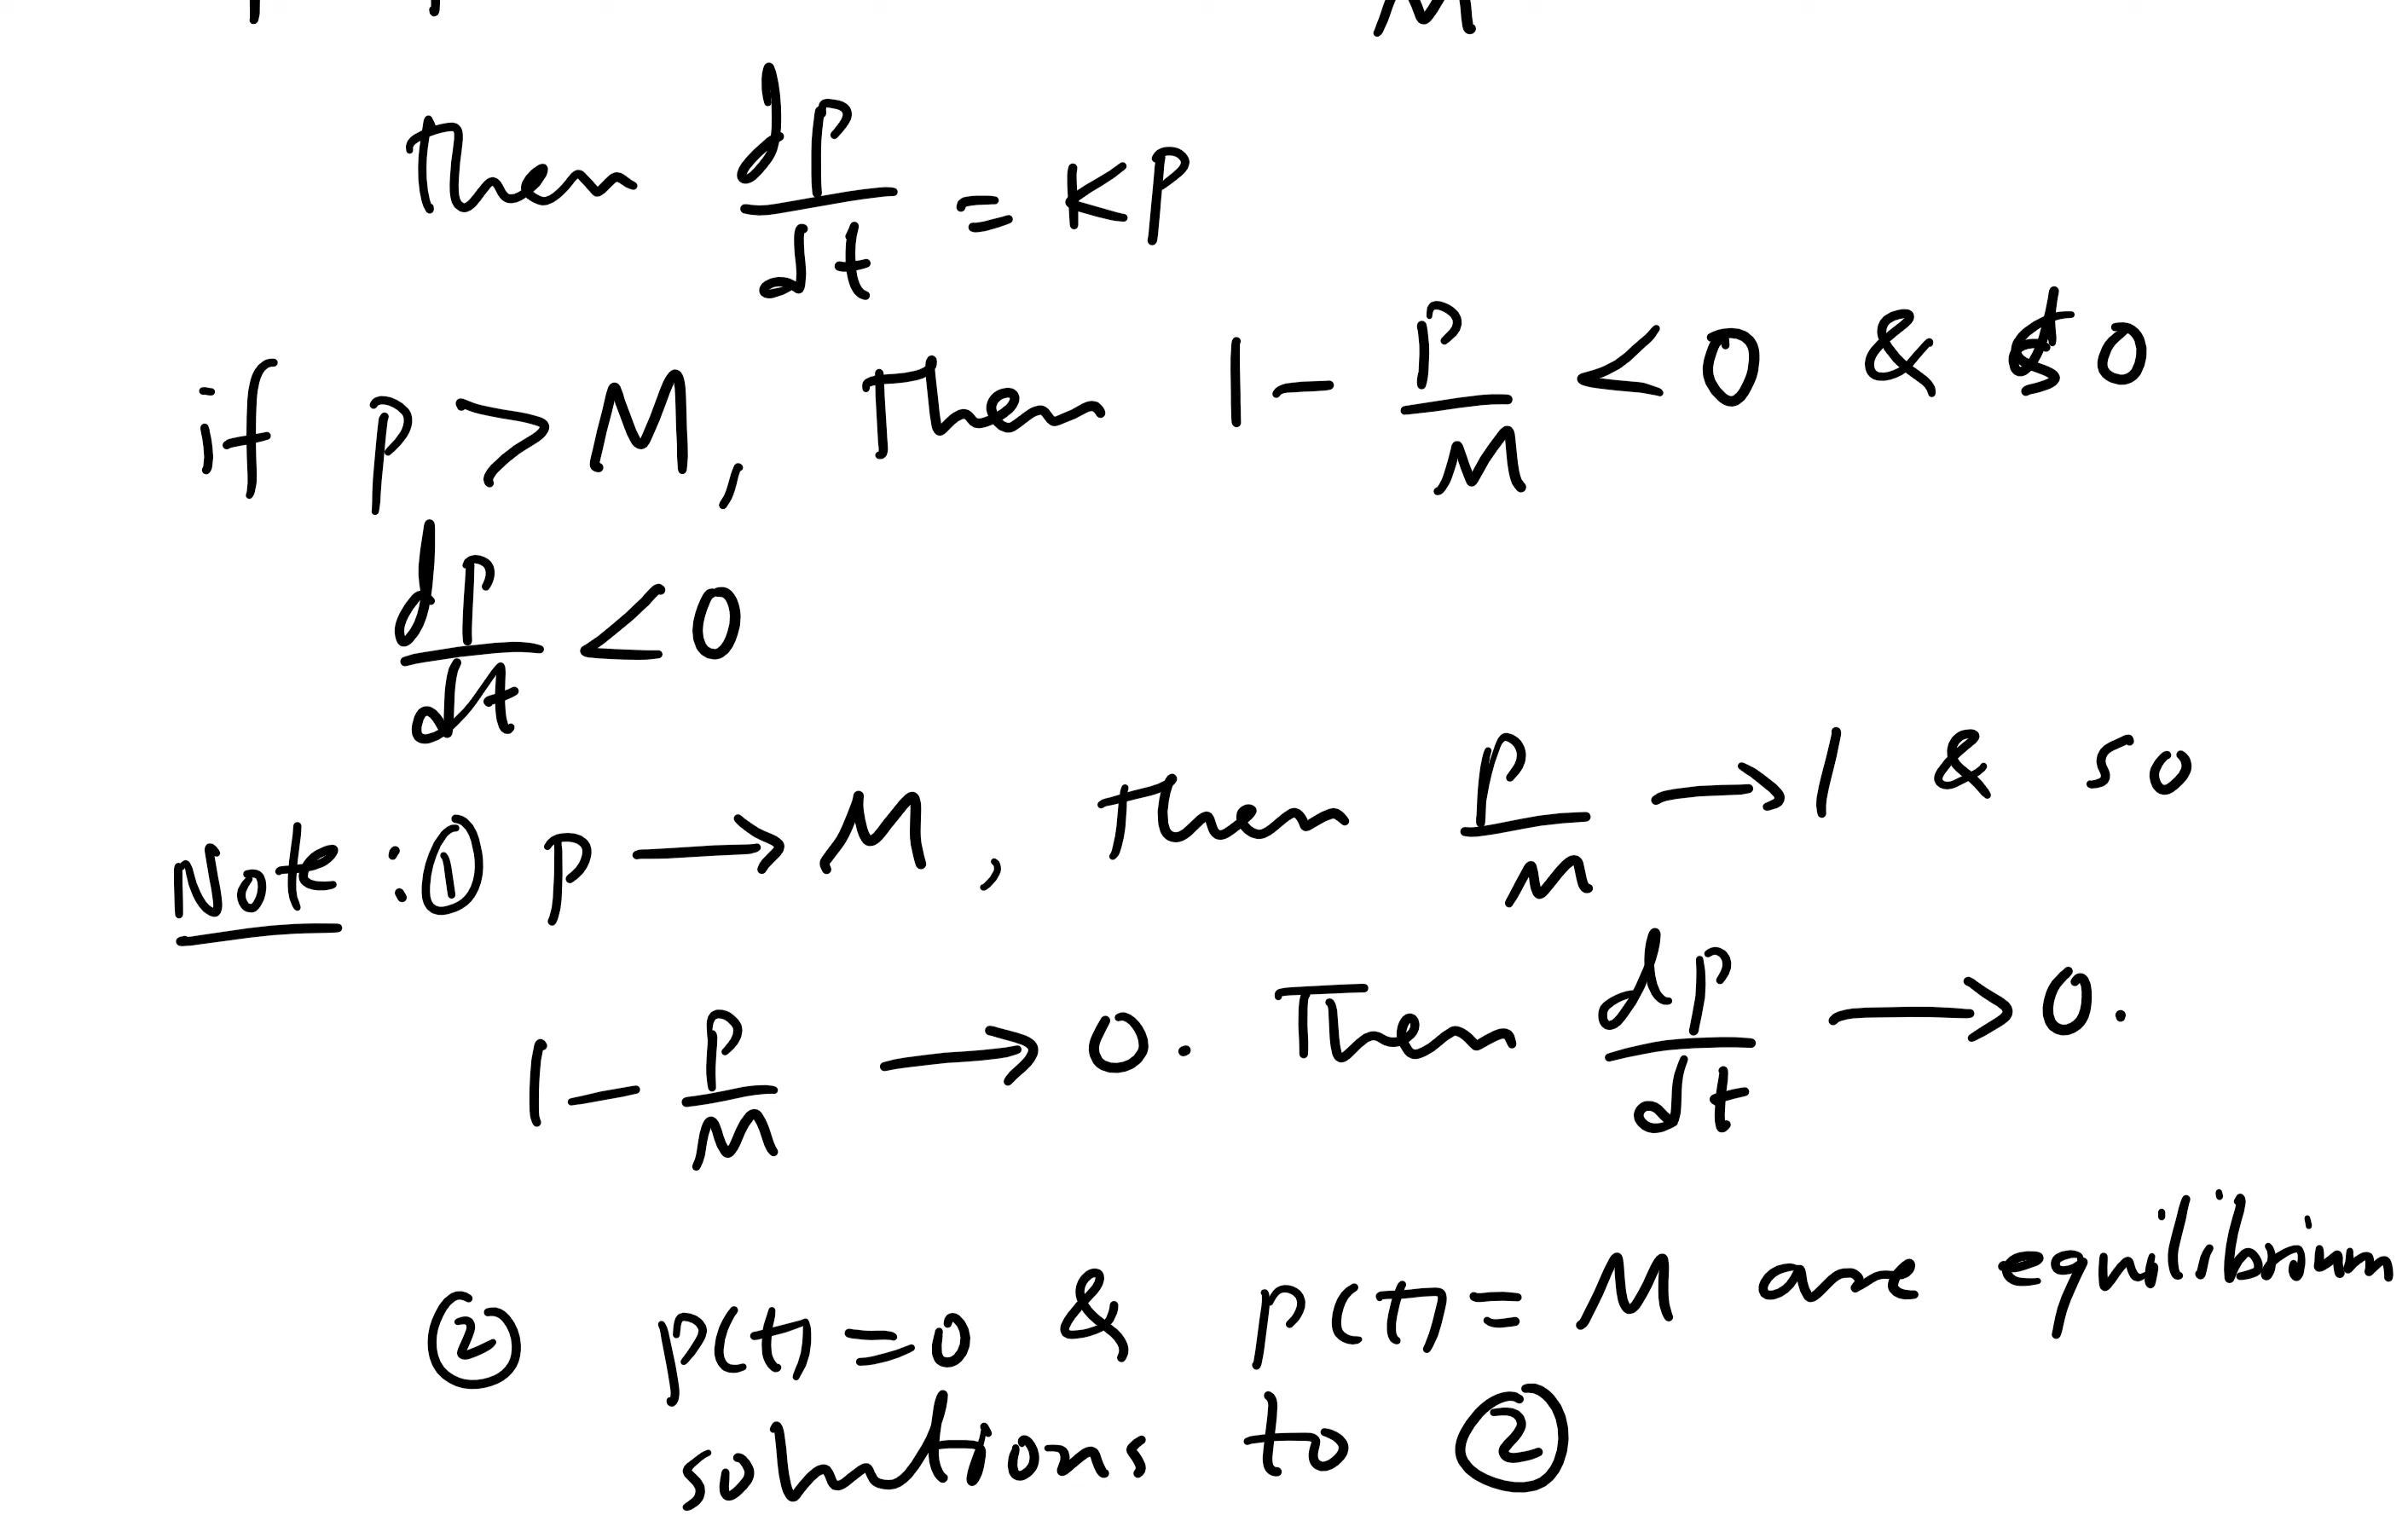 M
Then dP/dt = KP
if P > M, Then 1 - P/M < 0 & so
dP/dt < 0
Note : ① P → M, then P/M → 1 & so
1 - P/M → 0. Then dP/dt → 0.
② P(t) = 0 & P(t) = M are equilibrium
solutions to ②